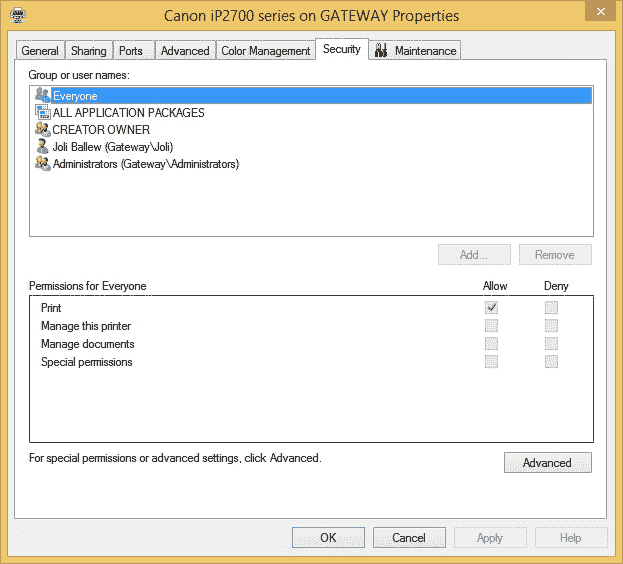 Canon iP2700 series on GATEWAY Properties
General Sharing Ports Advanced Color Management Security Maintenance
Group or user names:
Everyone
ALL APPLICATION PACKAGES
CREATOR OWNER
Joli Ballew (Gateway\Joli)
Administrators (Gateway\Administrators)
Add... Remove
Permissions for Everyone Allow Deny
Print
Manage this printer
Manage documents
Special permissions
For special permissions or advanced settings, click Advanced.
Advanced
OK Cancel Apply Help